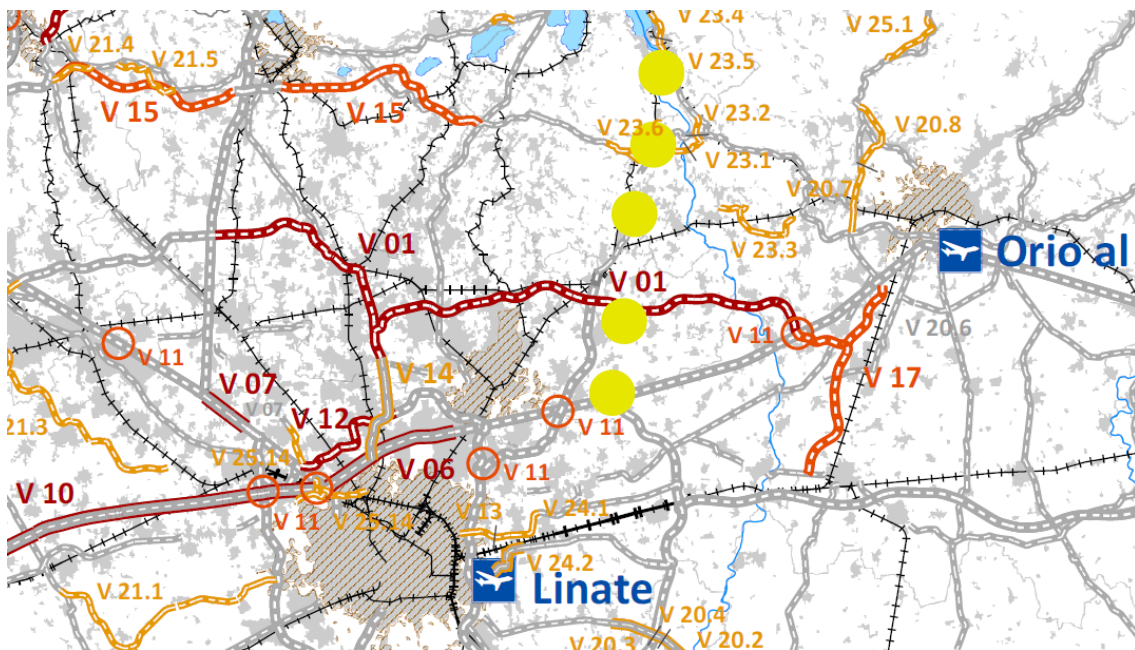 V 23.4
V 25.1
V 21.4
V 21.5
V 23.5
V 15
V 15
V 23.2
V 23.6
V 20.8
V 23.1
V 20.7
V 23.3
V 01
Orio al
V 01
V 20.6
V 11
V 11
V 14
V 17
V 07
V 07
V 12
V 11
21.3
V 25.14
V 06
V 11
V 10
V 11
V 25.14
V 13
V 24.1
V 24.2
V 21.1
Linate
V 20.4
V 20.3
V 20.2